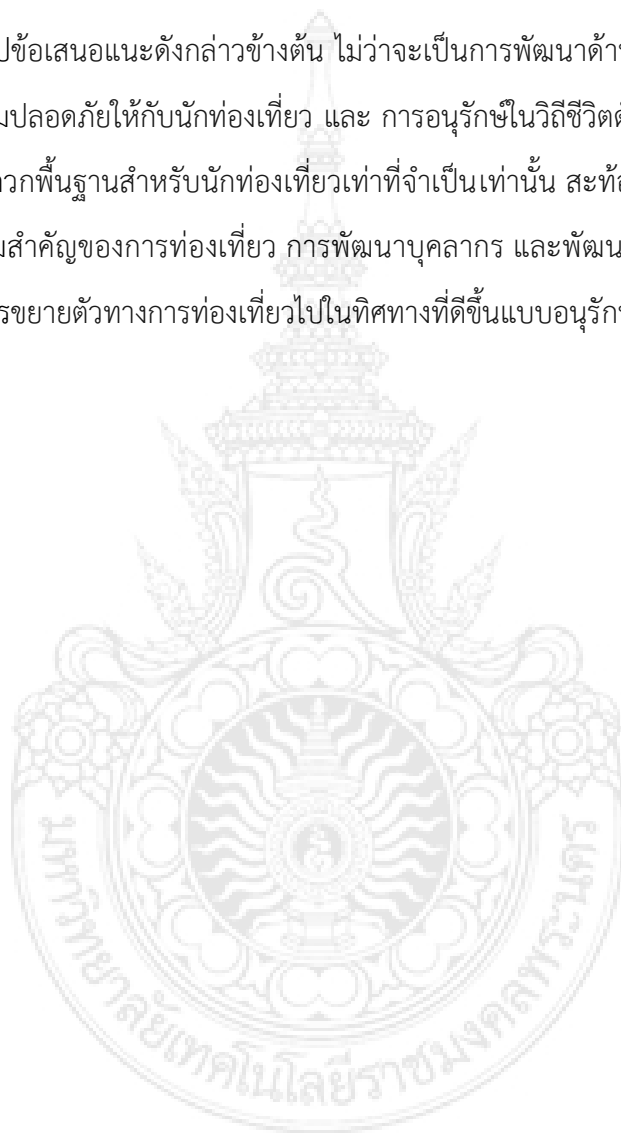 ปข้อเสนอแนะดังกล่าวข้างต้น ไม่ว่าจะเป็นการพัฒนาด้า
มปลอดภัยให้กับนักท่องเที่ยว และ การอนุรักษ์ในวิถีชีวิตด
วกพื้นฐานสำหรับนักท่องเที่ยวเท่าที่จำเป็นเท่านั้น สะท้
มสำคัญของการท่องเที่ยว การพัฒนาบุคลากร และพัฒน
รขยายตัวทางการท่องเที่ยวไปในทิศทางที่ดีขึ้นแบบอนุรัก
มหาวิทยาลัยเทคโนโลยีราชมงคลพระนคร